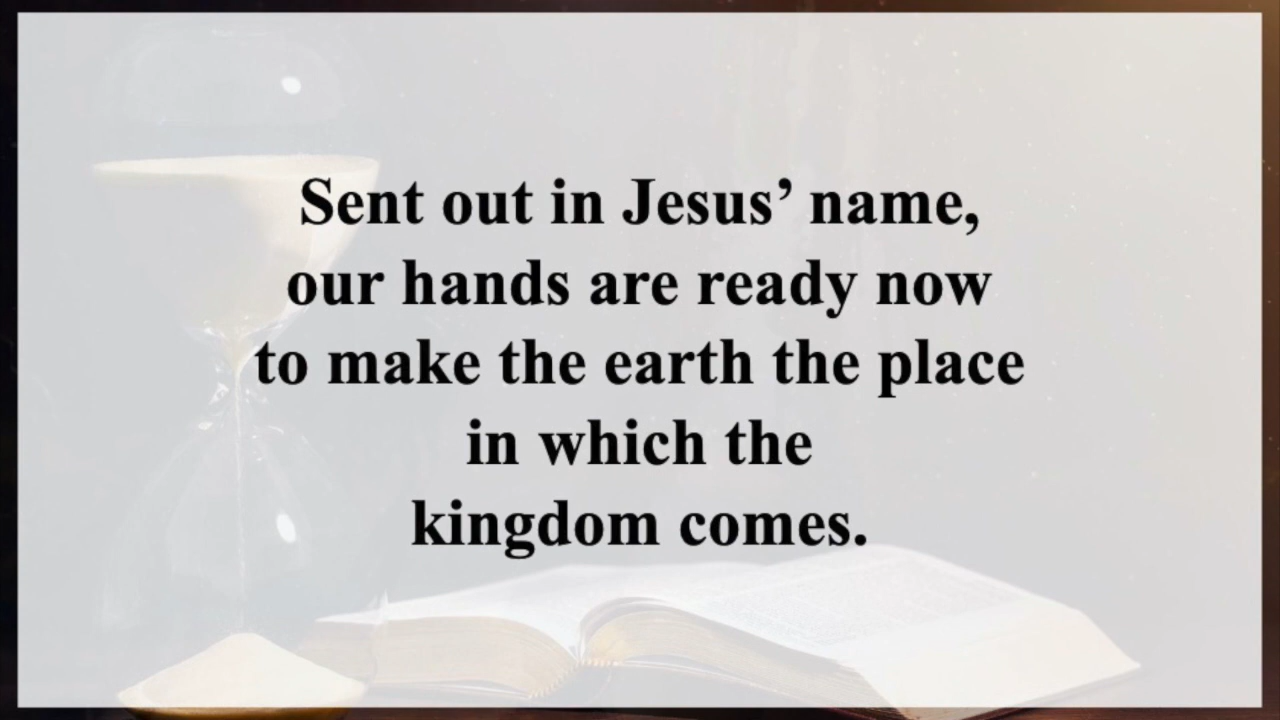 Sent out in Jesus’ name,
our hands are ready now
to make the earth the place
in which the
kingdom comes.